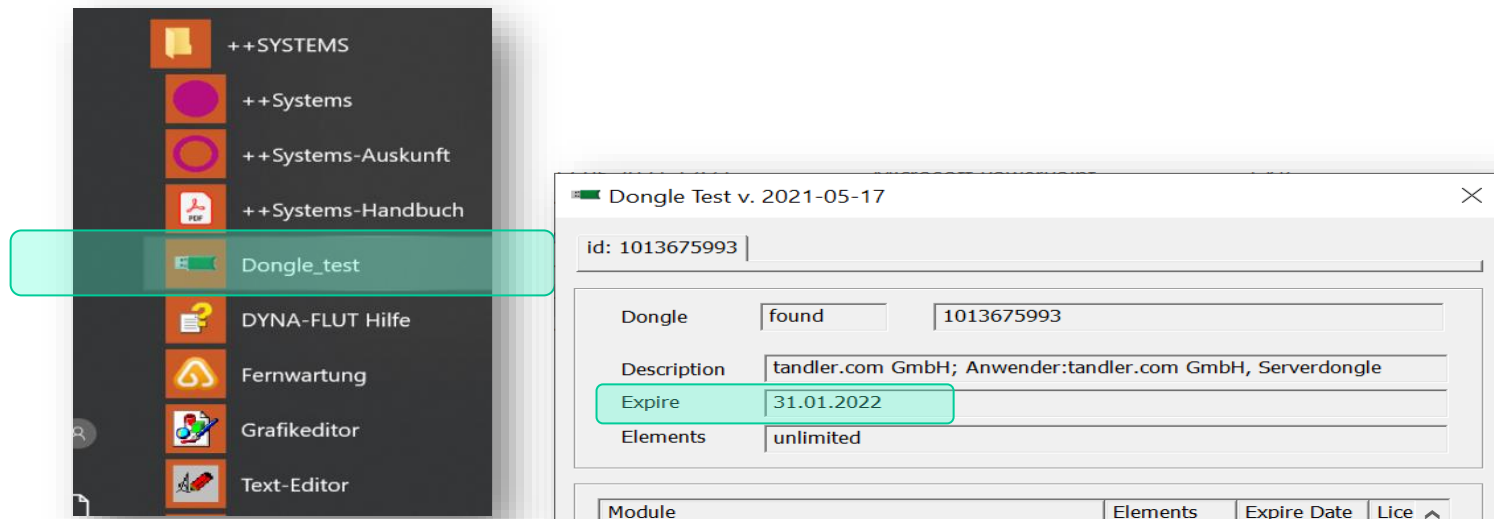 ++SYSTEMS
++Systems
++Systems-Auskunft
PDF
++Systems-Handbuch
Dongle_test
DYNA-FLUT Hilfe
Fernwartung
Grafikeditor
Text-Editor
Dongle Test v. 2021-05-17
id: 1013675993
Dongle found 1013675993
Description tandler.com GmbH; Anwender:tandler.com GmbH, Serverdongle
Expire 31.01.2022
Elements unlimited
Module Elements Expire Date Lice